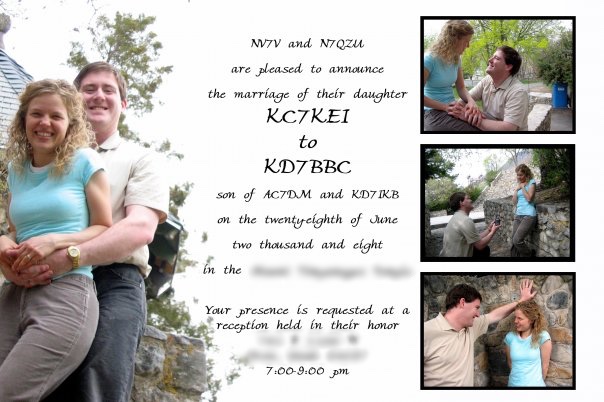 NV7V and N7QZU
are pleased to announce
the marriage of their daughter
KC7KEI
to
KD7BBC
son of AC7DM and KD7IKB
on the twenty-eighth of June
two thousand and eight
in the
Your presence is requested at a
reception held in their honor
7:00-9:00 pm